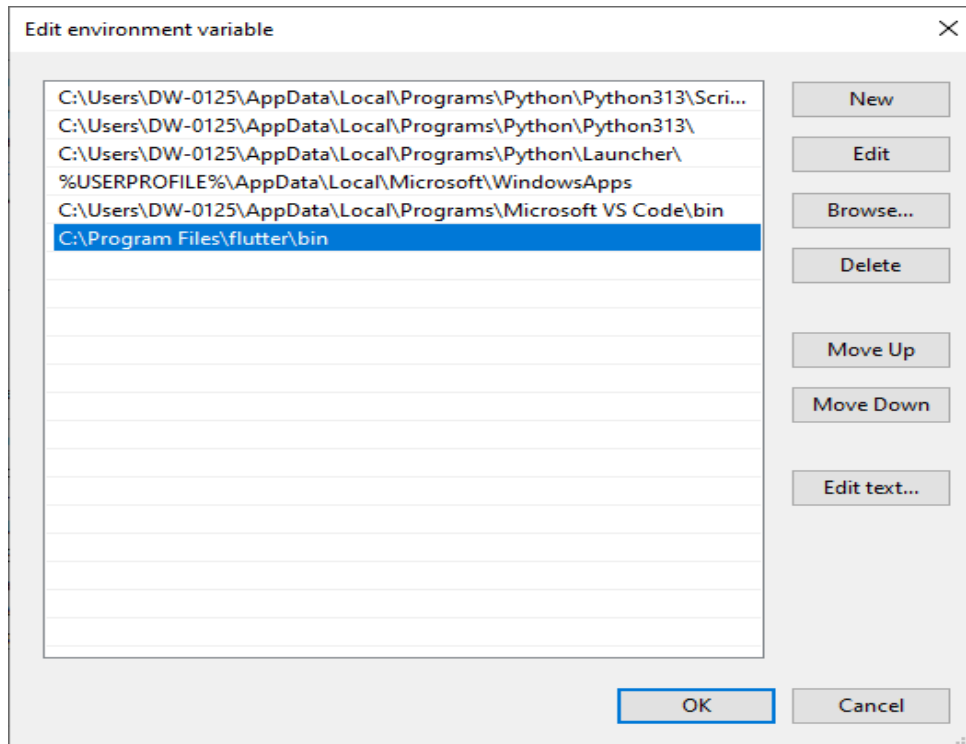 Edit environment variable
C:\Users\DW-0125\AppData\Local\Programs\Python\Python313\Scri...
C:\Users\DW-0125\AppData\Local\Programs\Python\Python313\
C:\Users\DW-0125\AppData\Local\Programs\Python\Launcher\
%USERPROFILE%\AppData\Local\Microsoft\WindowsApps
C:\Users\DW-0125\AppData\Local\Programs\Microsoft VS Code\bin
C:\Program Files\flutter\bin
New
Edit
Browse...
Delete
Move Up
Move Down
Edit text...
OK
Cancel